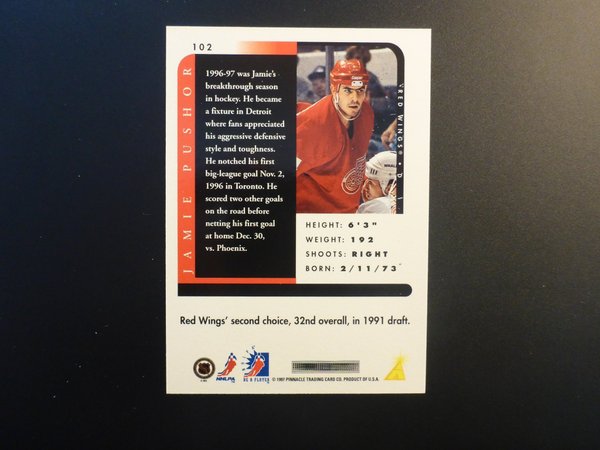 102
JAMIE PUSHOR
1996-97 was Jamie's
breakthrough season
in hockey. He became
a fixture in Detroit
where fans appreciated
his aggressive defensive
style and toughness.
He notched his first
big-league goal Nov. 2,
1996 in Toronto. He
scored two other goals
on the road before
netting his first goal
at home Dec. 30,
vs. Phoenix.
RED WINGS® • D
HEIGHT: 6'3"
WEIGHT: 192
SHOOTS: RIGHT
BORN: 2/11/73
Red Wings' second choice, 32nd overall, in 1991 draft.
NHLPA
BE A PLAYER
© 1997 PINNACLE TRADING CARD CO. PRODUCT OF U.S.A.